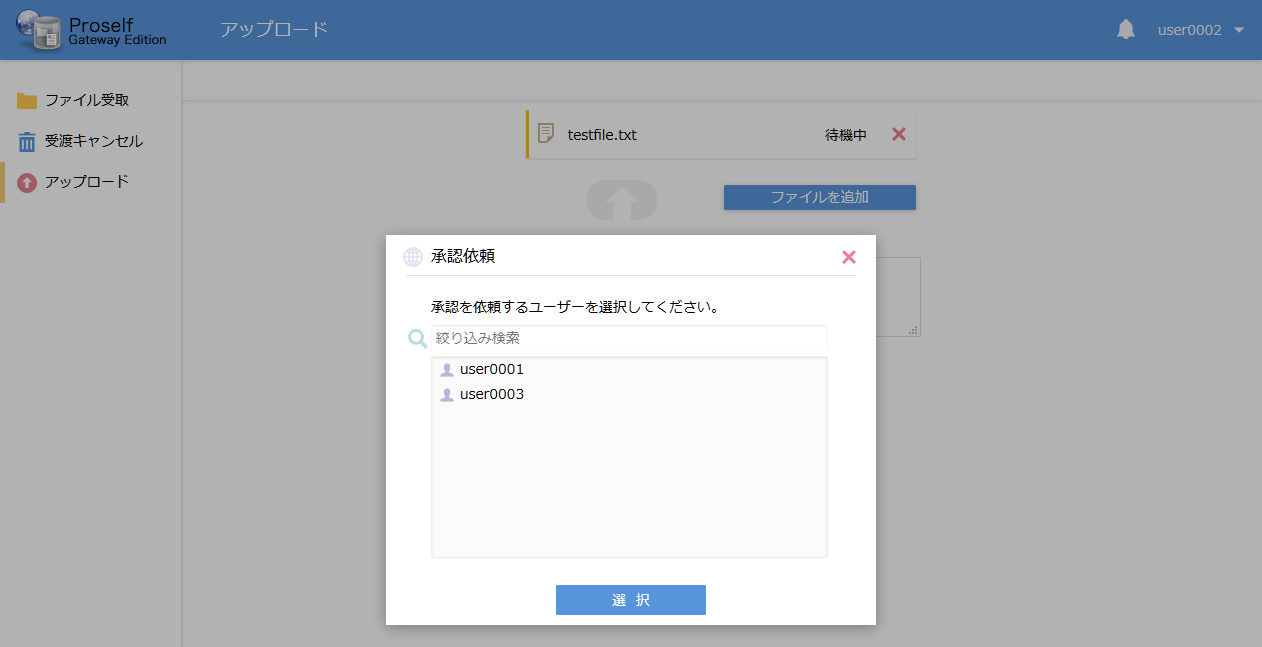 Proself
Gateway Edition
アップロード
user0002
ファイル受取
受渡キャンセル
アップロード
testfile.txt
待機中
ファイルを追加
承認依頼
承認を依頼するユーザーを選択してください。
絞り込み検索
user0001
user0003
選 択